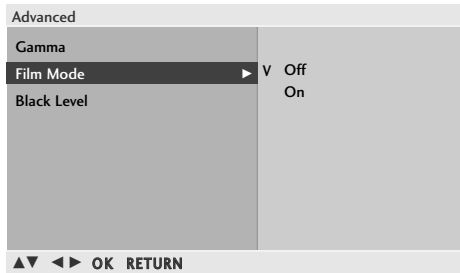 Advanced
Gamma
Film Mode ▶ V Off
On
Black Level
▲▼ ◀▶ OK RETURN